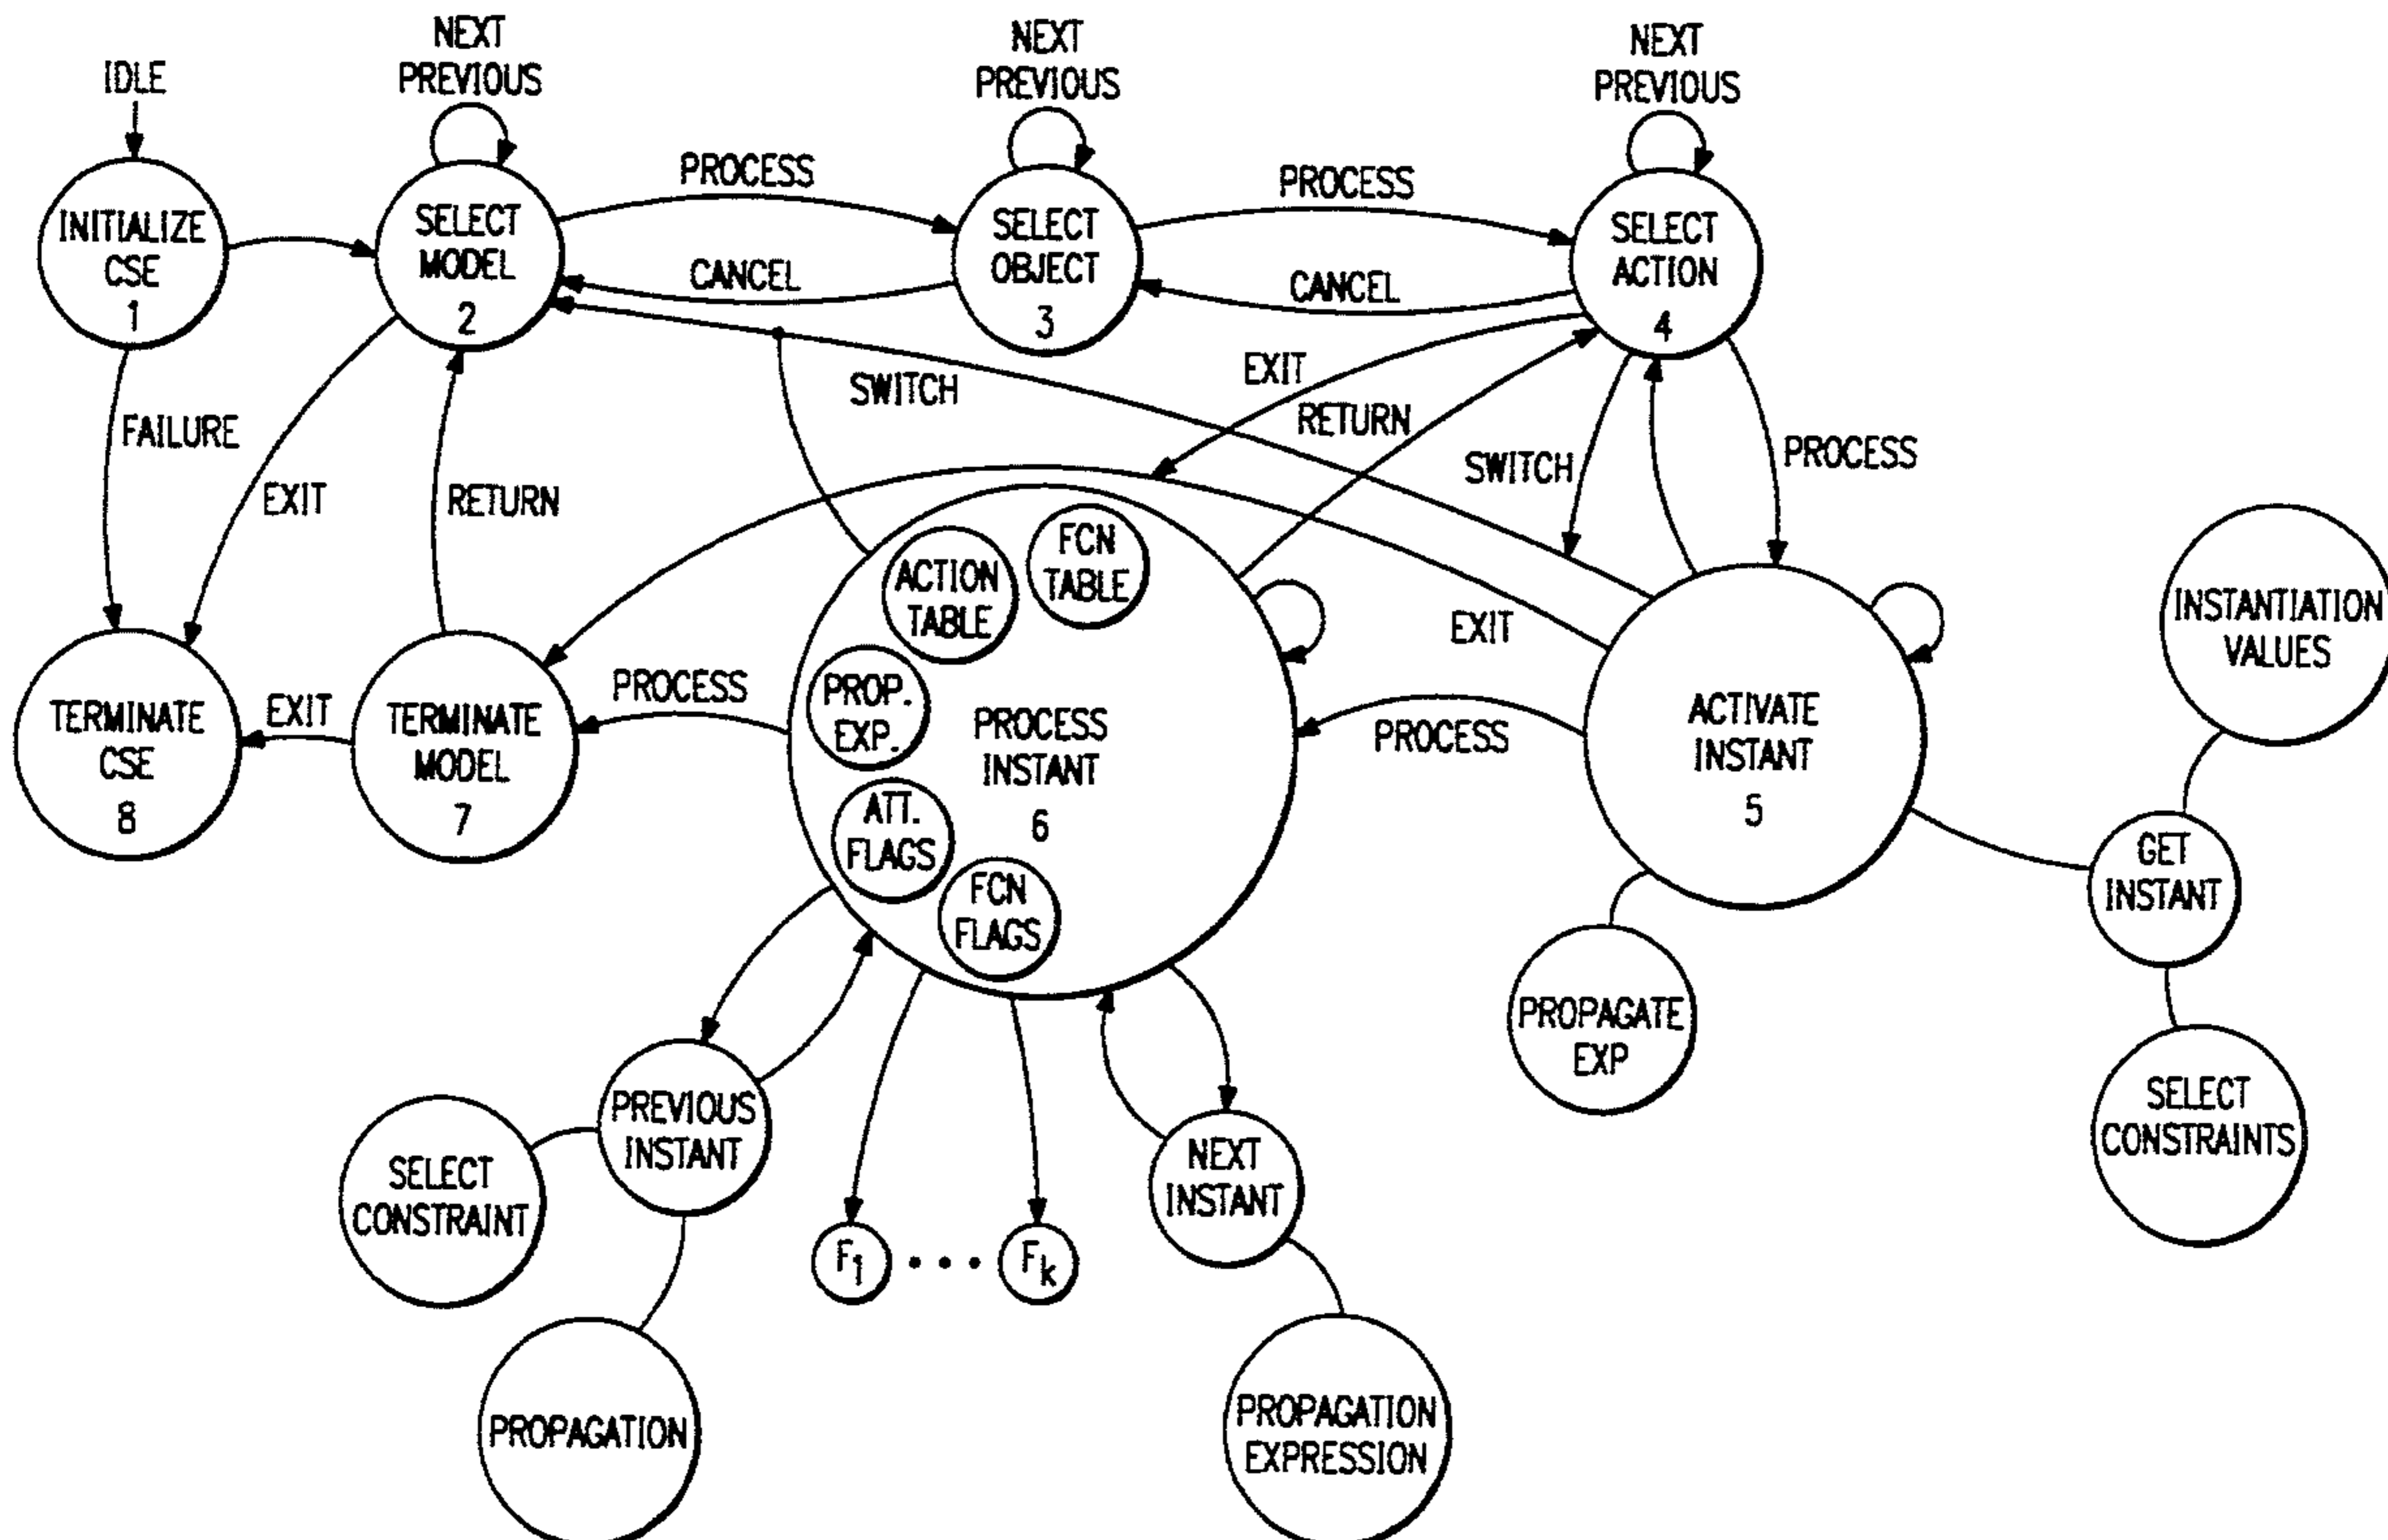 IDLE
NEXT
PREVIOUS
NEXT
PREVIOUS
NEXT
PREVIOUS
INITIALIZE
CSE
1
SELECT
MODEL
2
PROCESS
CANCEL
SELECT
OBJECT
3
PROCESS
CANCEL
SELECT
ACTION
4
FAILURE
EXIT
RETURN
SWITCH
EXIT
RETURN
SWITCH
PROCESS
TERMINATE
CSE
8
EXIT
TERMINATE
MODEL
7
PROCESS
ACTION
TABLE
FCN
TABLE
PROP.
EXP.
PROCESS
INSTANT
6
ATT.
FLAGS
FCN
FLAGS
EXIT
PROCESS
ACTIVATE
INSTANT
5
INSTANTIATION
VALUES
GET
INSTANT
SELECT
CONSTRAINTS
PROPAGATE
EXP
PREVIOUS
INSTANT
SELECT
CONSTRAINT
PROPAGATION
F1 ... Fk
NEXT
INSTANT
PROPAGATION
EXPRESSION